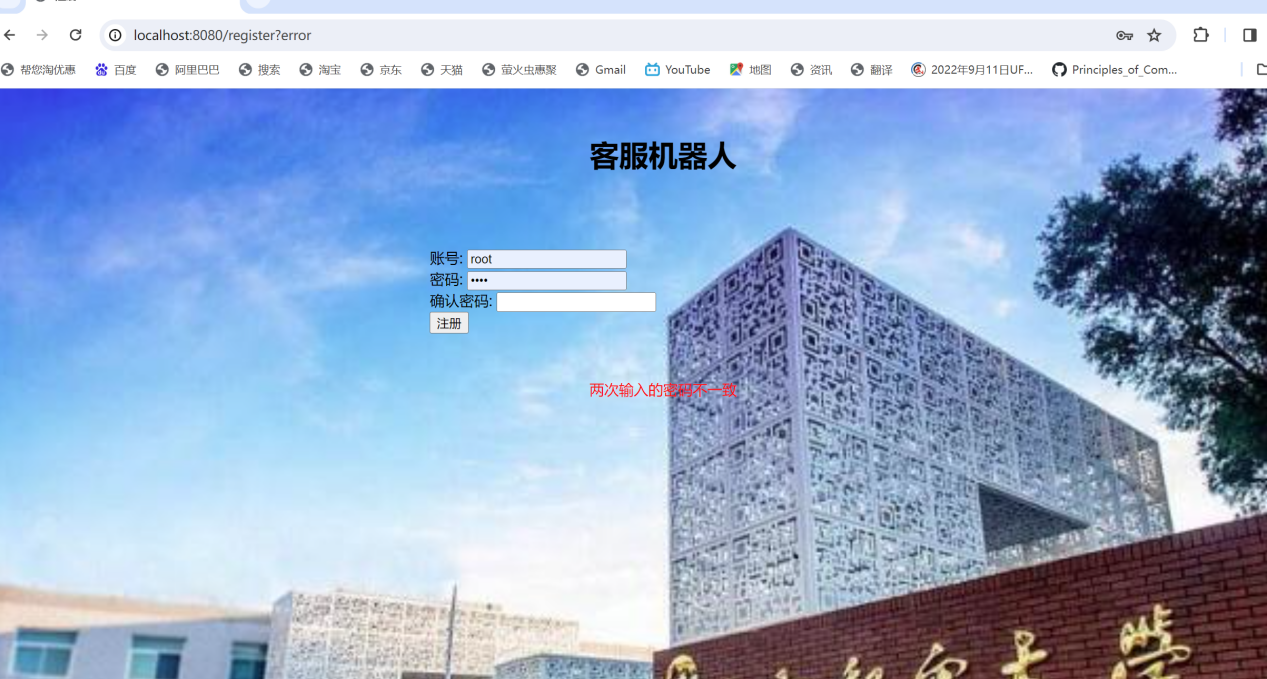 localhost:8080/register?error
帮您淘优惠 百度 阿里巴巴 搜索 淘宝 京东 天猫 萤火虫惠聚 Gmail YouTube 地图 资讯 翻译 2022年9月11日UF... Principles_of_Com...
客服机器人
账号: root
密码: ••••
确认密码:
注册
两次输入的密码不一致
大学